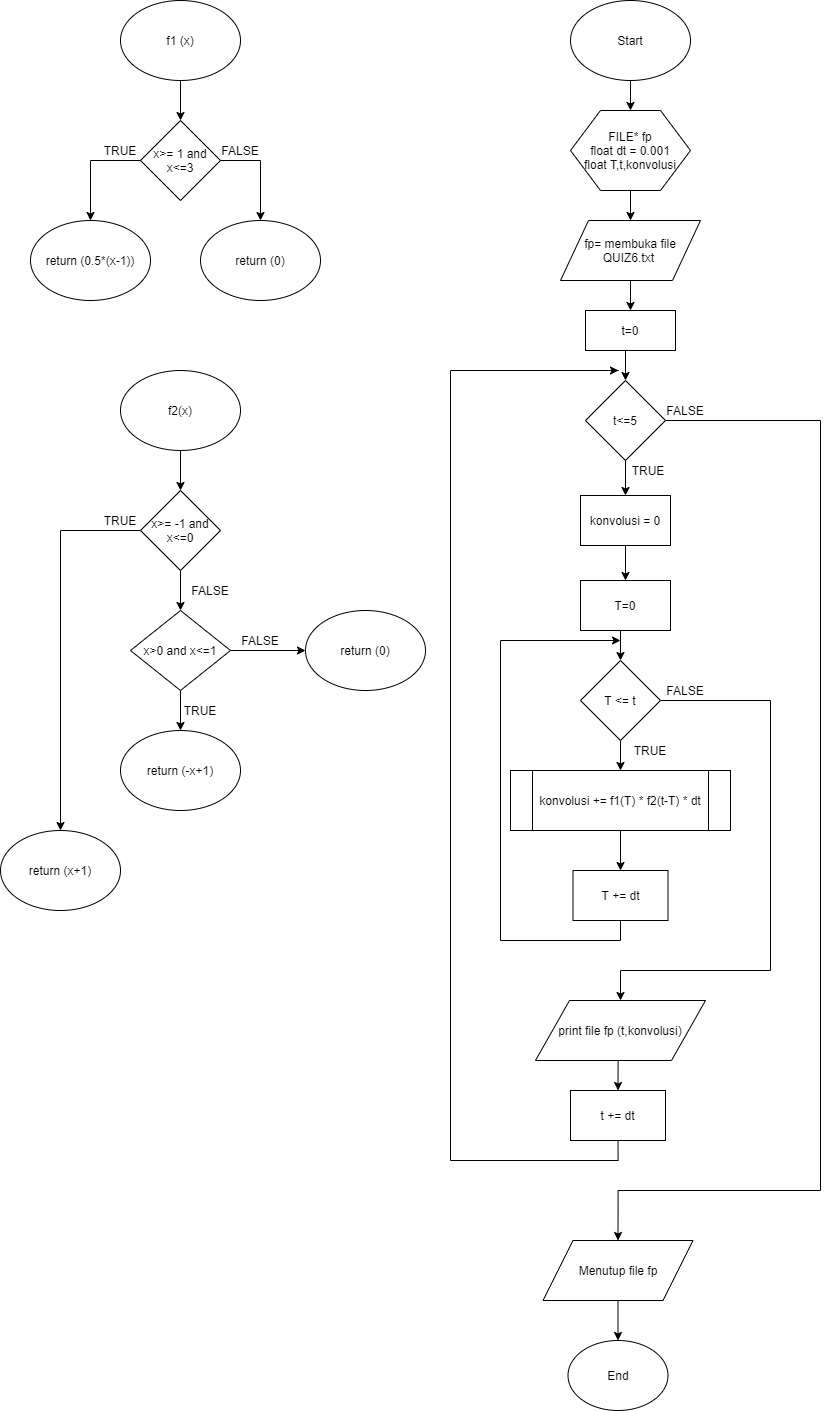 f1 (x)
x>= 1 and
x<=3
TRUE
FALSE
return (0.5*(x-1))
return (0)
f2(x)
x>= -1 and
x<=0
TRUE
FALSE
x>0 and x<=1
FALSE
return (0)
TRUE
return (-x+1)
return (x+1)
Start
FILE* fp
float dt = 0.001
float T,t,konvolusi
fp= membuka file
QUIZ6.txt
t=0
t<=5
FALSE
TRUE
konvolusi = 0
T=0
T <= t
FALSE
TRUE
konvolusi += f1(T) * f2(t-T) * dt
T += dt
print file fp (t,konvolusi)
t += dt
Menutup file fp
End